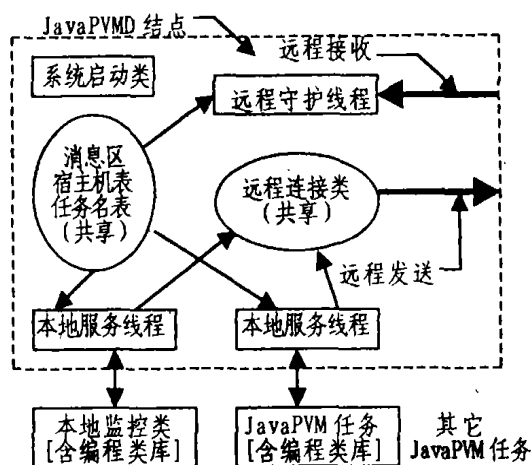 JavaPVMD 结点
远程接收
系统启动类
远程守护线程
消息区
宿主机表
任务名表
(共享)
远程连接类
(共享)
远程发送
本地服务线程
本地服务线程
本地监控类
[含编程类库]
JavaPVM 任务
[含编程类库]
其它
JavaPVM 任务